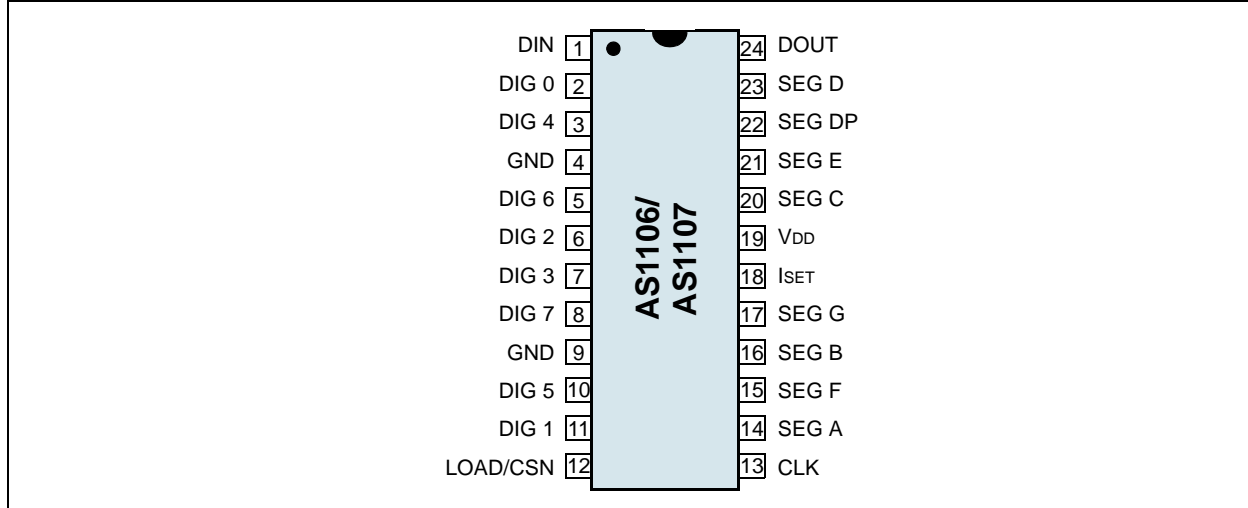 DIN 1 24 DOUT
DIG 0 2 23 SEG D
DIG 4 3 22 SEG DP
GND 4 21 SEG E
DIG 6 5 20 SEG C
DIG 2 6 19 VDD
DIG 3 7 18 ISET
DIG 7 8 17 SEG G
GND 9 16 SEG B
DIG 5 10 15 SEG F
DIG 1 11 14 SEG A
LOAD/CSN 12 13 CLK
AS1106/
AS1107